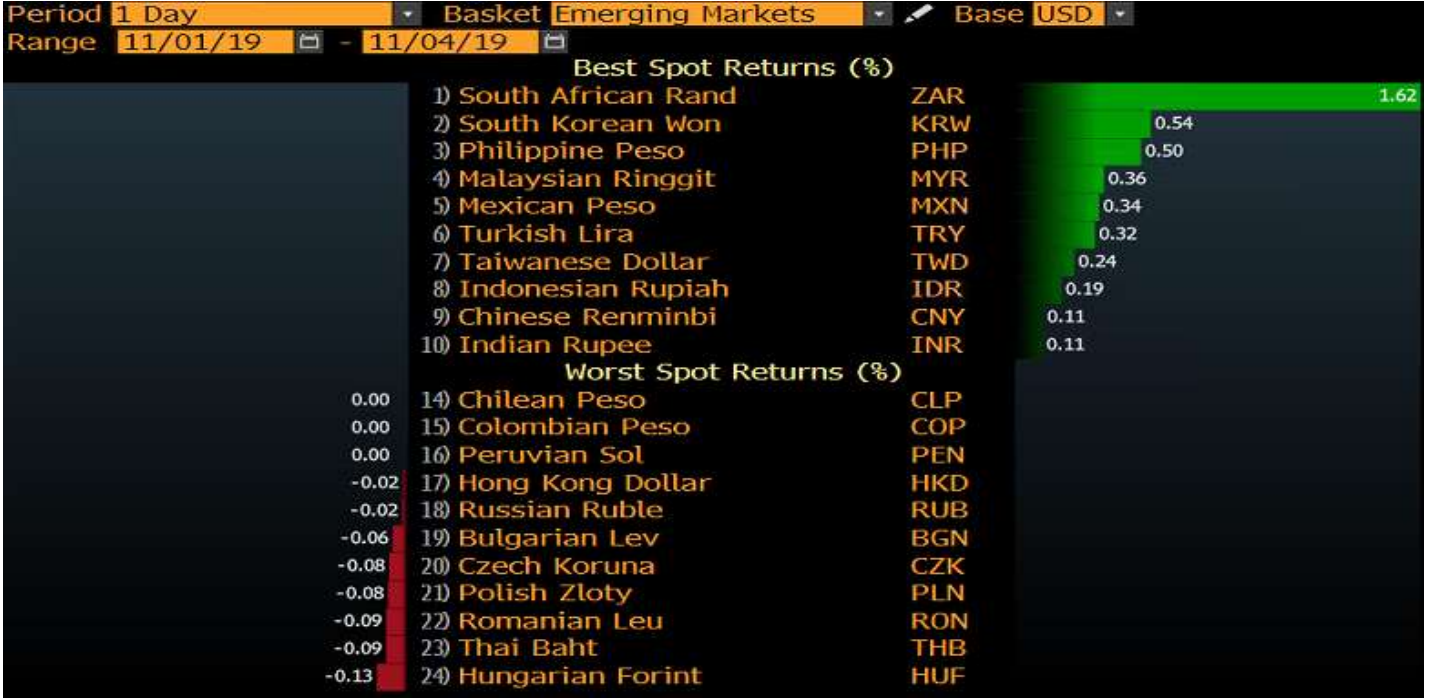 Period 1 Day Basket Emerging Markets Base USD
Range 11/01/19 - 11/04/19
Best Spot Returns (%)
1) South African Rand ZAR 1.62
2) South Korean Won KRW 0.54
3) Philippine Peso PHP 0.50
4) Malaysian Ringgit MYR 0.36
5) Mexican Peso MXN 0.34
6) Turkish Lira TRY 0.32
7) Taiwanese Dollar TWD 0.24
8) Indonesian Rupiah IDR 0.19
9) Chinese Renminbi CNY 0.11
10) Indian Rupee INR 0.11
Worst Spot Returns (%)
0.00 14) Chilean Peso CLP
0.00 15) Colombian Peso COP
0.00 16) Peruvian Sol PEN
-0.02 17) Hong Kong Dollar HKD
-0.02 18) Russian Ruble RUB
-0.06 19) Bulgarian Lev BGN
-0.08 20) Czech Koruna CZK
-0.08 21) Polish Zloty PLN
-0.09 22) Romanian Leu RON
-0.09 23) Thai Baht THB
-0.13 24) Hungarian Forint HUF